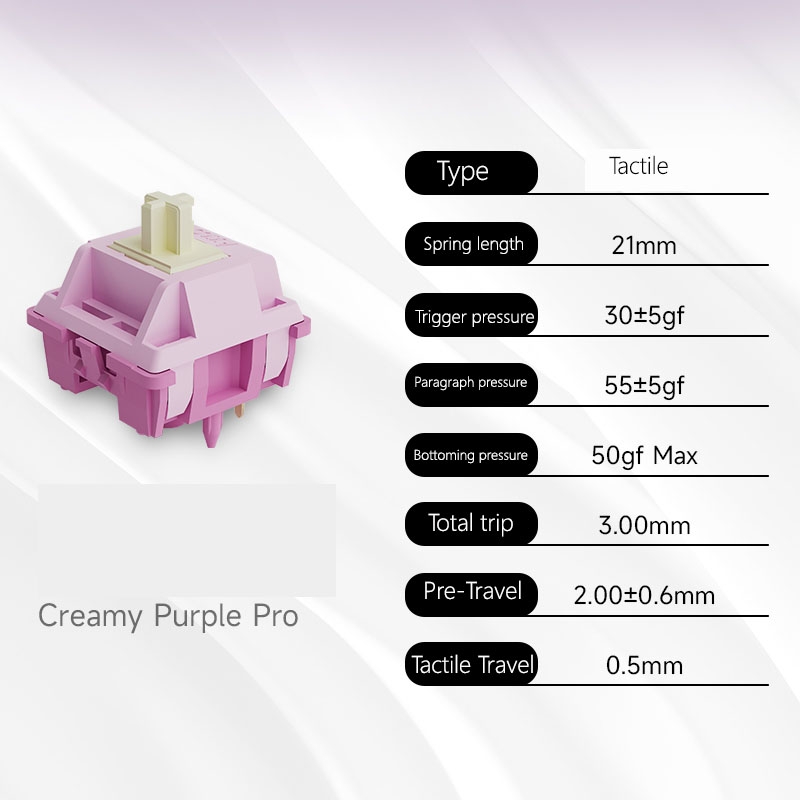 Type
Tactile
Spring length
21mm
Trigger pressure
30±5gf
Paragraph pressure
55±5gf
Bottoming pressure
50gf Max
Total trip
3.00mm
Pre-Travel
2.00±0.6mm
Tactile Travel
0.5mm
Creamy Purple Pro